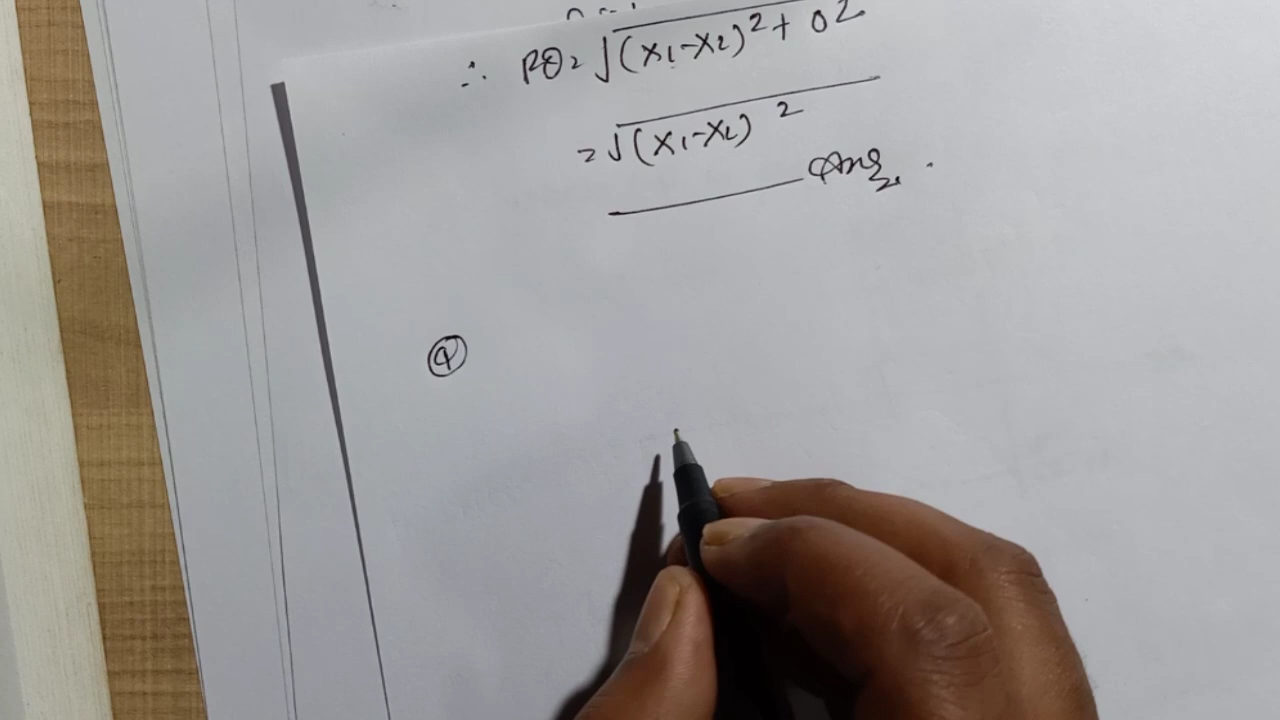 ∴ PQ = √(x₁-x₂)² + 0²
= √(x₁-x₂)²
Ans.
④